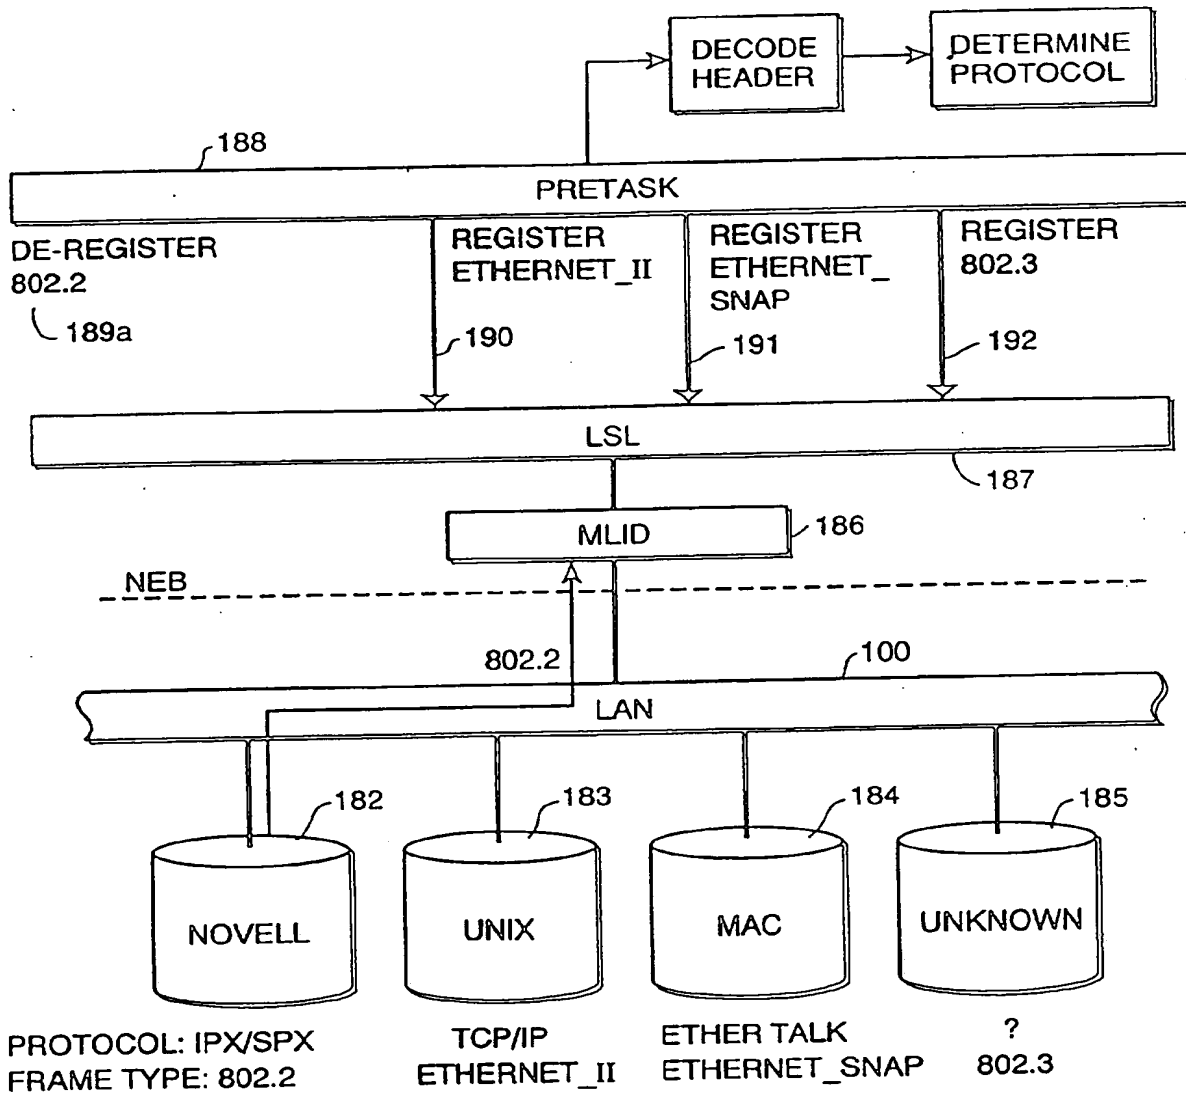 DECODE
HEADER
DETERMINE
PROTOCOL
188
PRETASK
DE-REGISTER
802.2
189a
REGISTER
ETHERNET_II
190
REGISTER
ETHERNET_
SNAP
191
REGISTER
802.3
192
LSL
187
MLID
186
NEB
802.2
100
LAN
182
183
184
185
NOVELL
UNIX
MAC
UNKNOWN
PROTOCOL: IPX/SPX
FRAME TYPE: 802.2
TCP/IP
ETHERNET_II
ETHER TALK
ETHERNET_SNAP
?
802.3